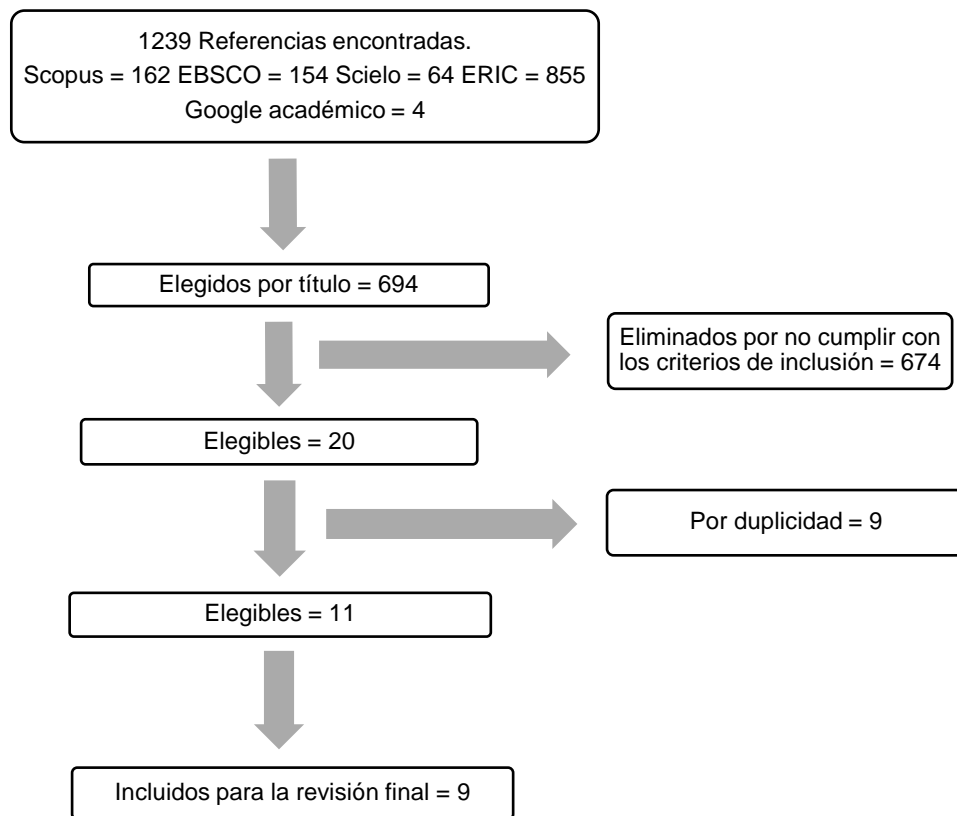 1239 Referencias encontradas.
Scopus = 162 EBSCO = 154 Scielo = 64 ERIC = 855
Google académico = 4
Elegidos por título = 694
Eliminados por no cumplir con
los criterios de inclusión = 674
Elegibles = 20
Por duplicidad = 9
Elegibles = 11
Incluidos para la revisión final = 9